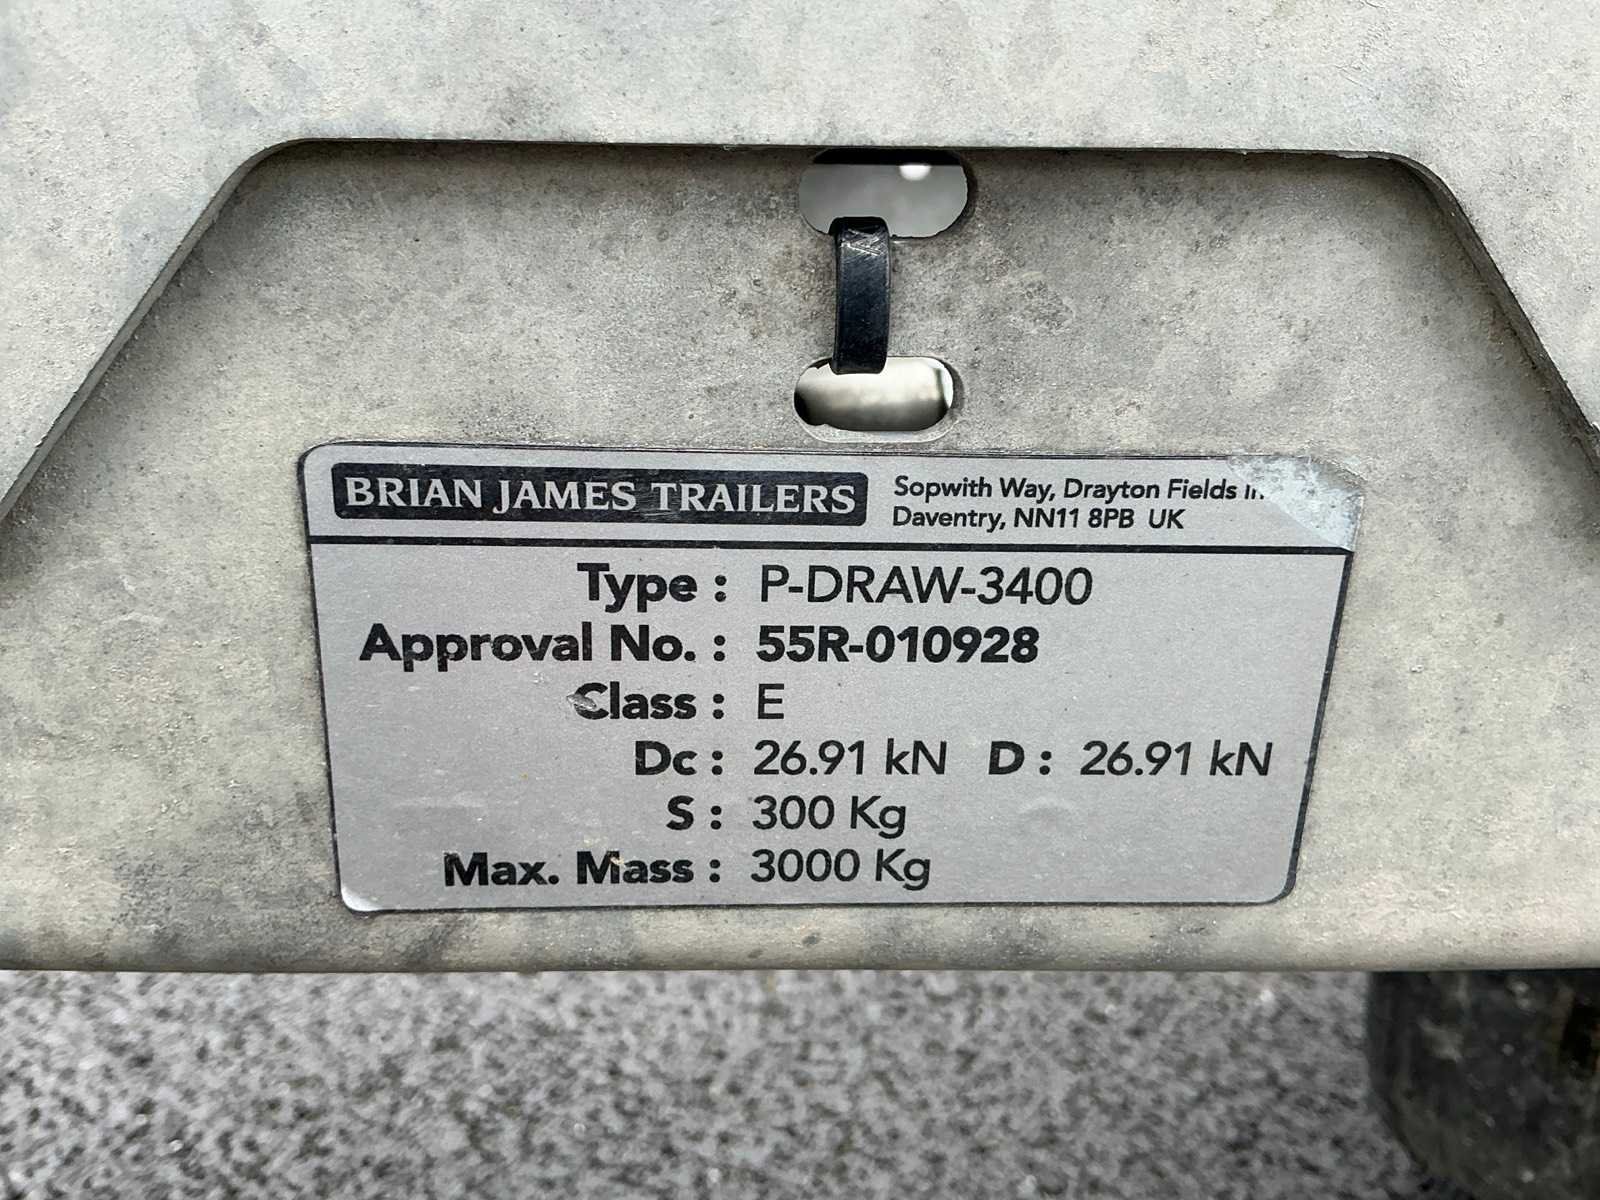 BRIAN JAMES TRAILERS
Sopwith Way, Drayton Fields
Daventry, NN11 8PB UK
Type : P-DRAW-3400
Approval No. : 55R-010928
Class : E
Dc : 26.91 kN D : 26.91 kN
S : 300 Kg
Max. Mass : 3000 Kg